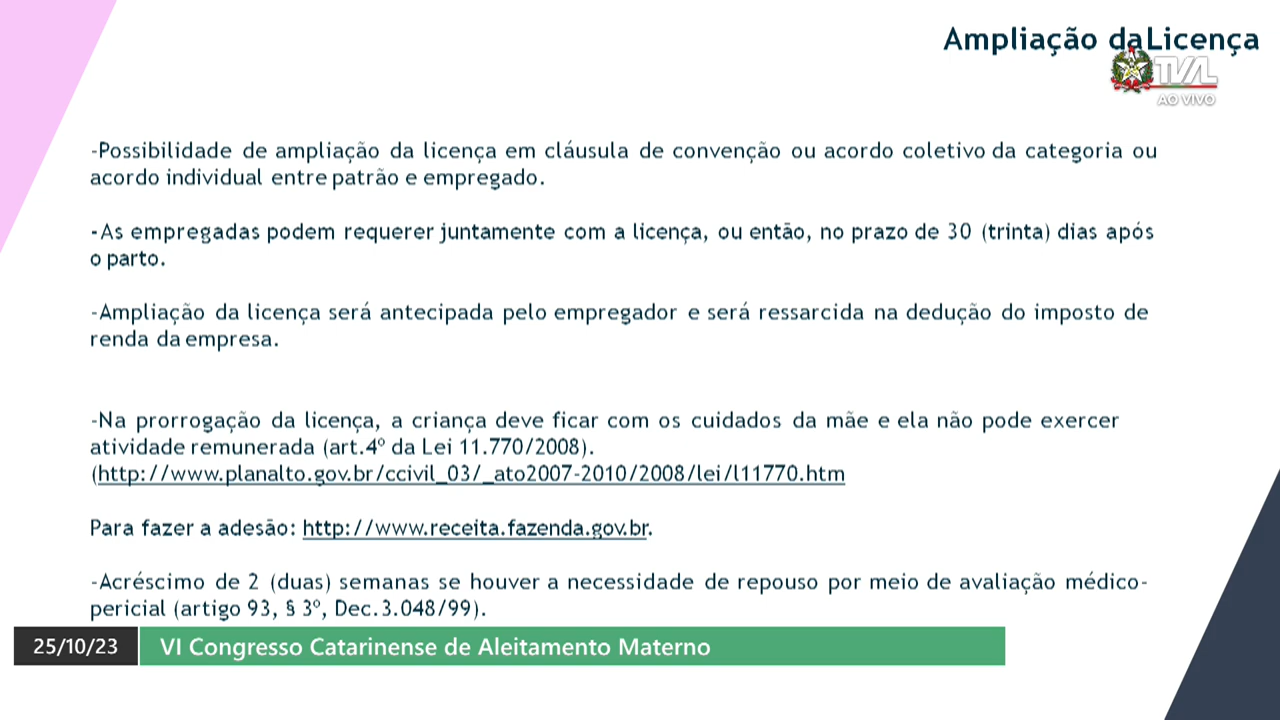 Ampliação daLicença
TVAL
AO VIVO
-Possibilidade de ampliação da licença em cláusula de convenção ou acordo coletivo da categoria ou
acordo individual entre patrão e empregado.
-As empregadas podem requerer juntamente com a licença, ou então, no prazo de 30 (trinta) dias após
o parto.
-Ampliação da licença será antecipada pelo empregador e será ressarcida na dedução do imposto de
renda da empresa.
-Na prorrogação da licença, a criança deve ficar com os cuidados da mãe e ela não pode exercer
atividade remunerada (art.4º da Lei 11.770/2008).
(http://www.planalto.gov.br/ccivil_03/_ato2007-2010/2008/lei/l11770.htm
Para fazer a adesão: http://www.receita.fazenda.gov.br.
-Acréscimo de 2 (duas) semanas se houver a necessidade de repouso por meio de avaliação médico-
pericial (artigo 93, § 3º, Dec.3.048/99).
25/10/23 VI Congresso Catarinense de Aleitamento Materno